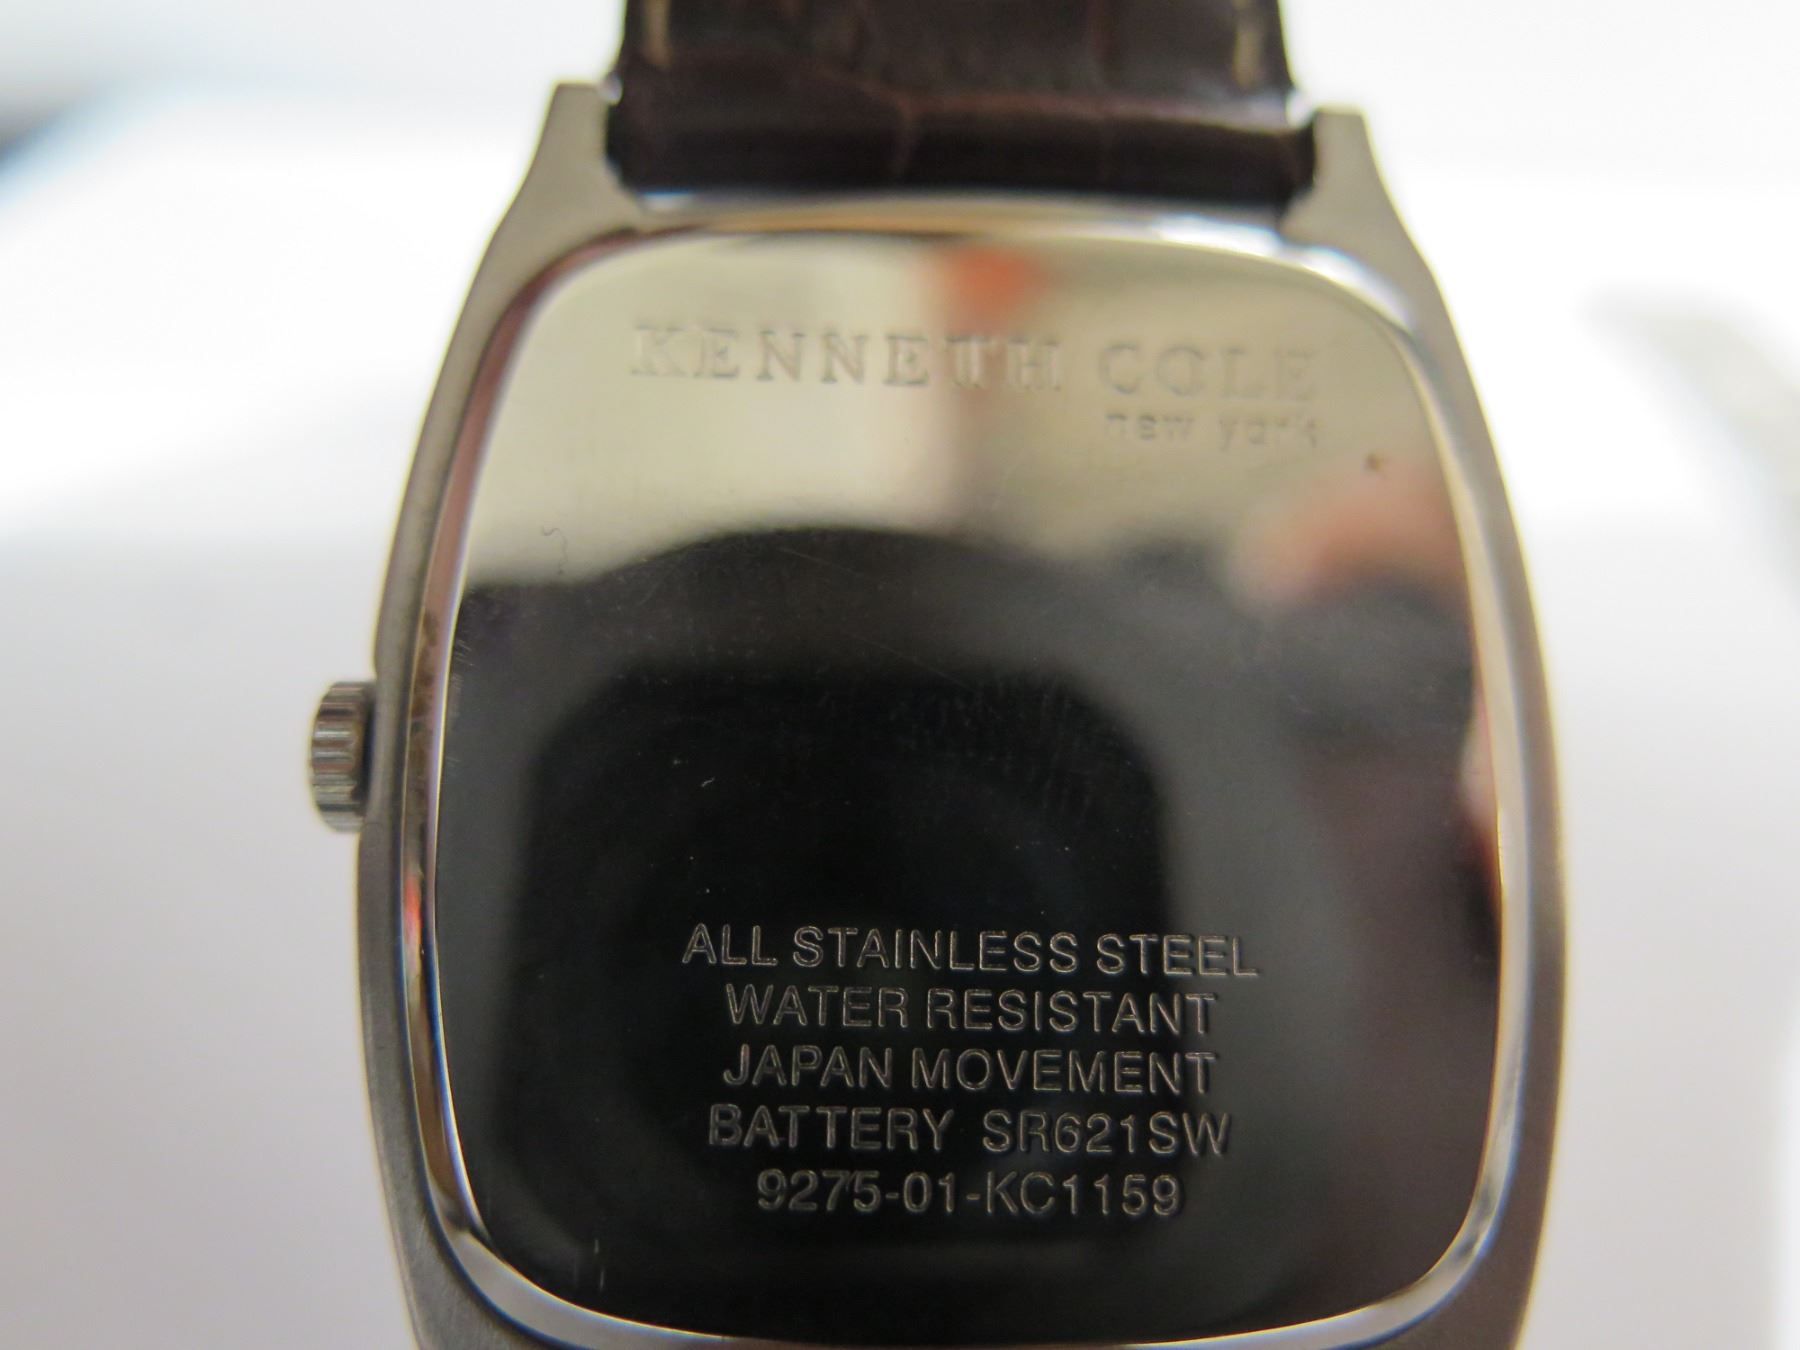 KENNETH COLE
new york
ALL STAINLESS STEEL
WATER RESISTANT
JAPAN MOVEMENT
BATTERY SR621SW
9275-01-KC1159